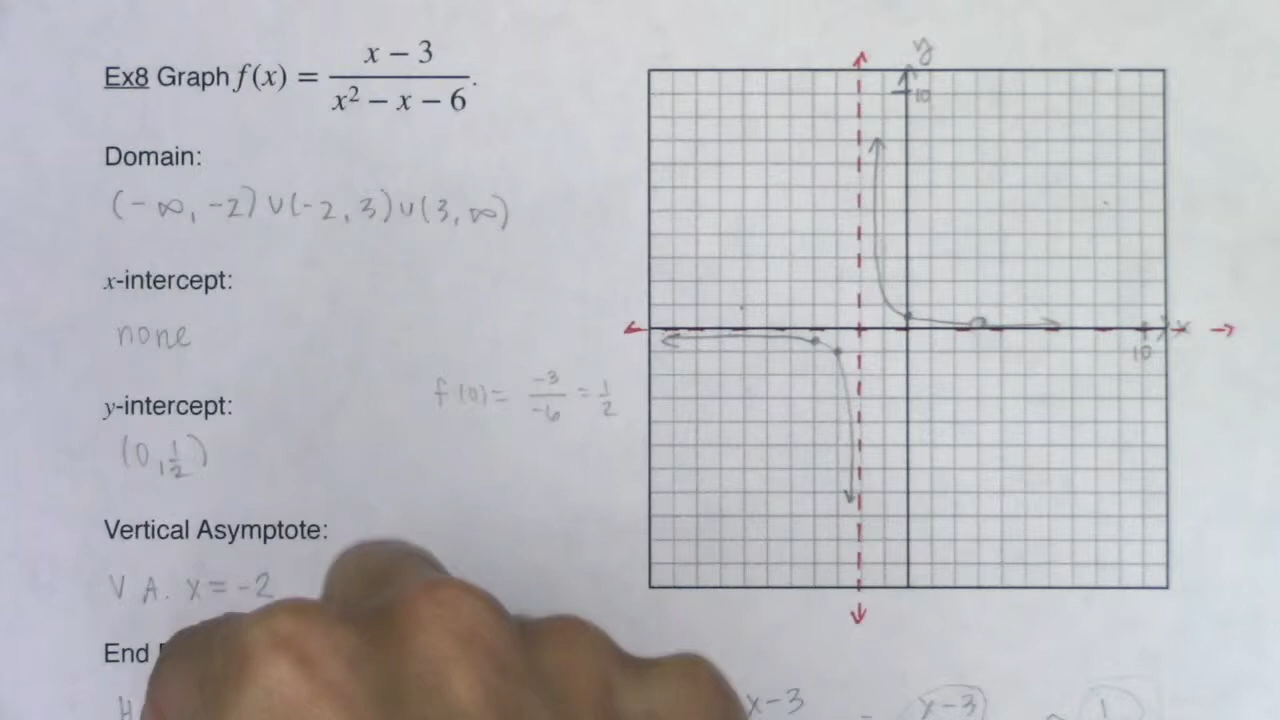 Ex8 Graph f(x) = (x − 3)/(x² − x − 6).
Domain:
(-∞, -2) ∪ (-2, 3) ∪ (3, ∞)
x-intercept:
none
y-intercept:
f(0) = -3/-6 = 1/2
(0, 1/2)
Vertical Asymptote:
V A. x = -2
End
H
y
10
x
10
x-3
= x-3
≈ 1